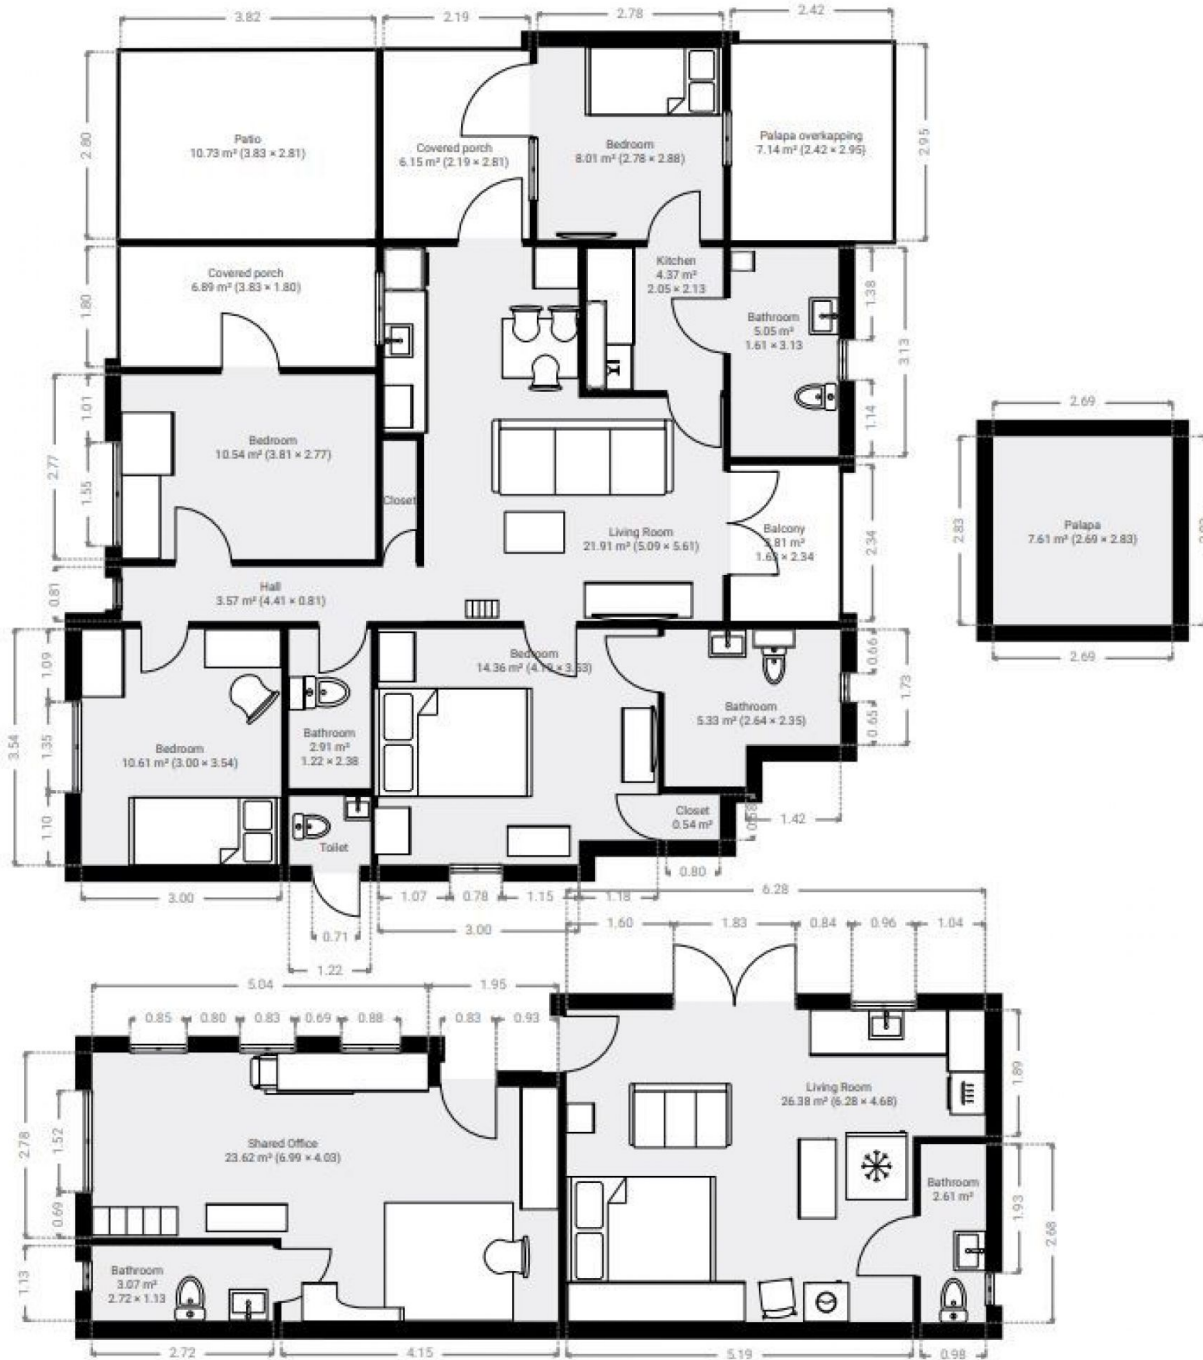 3.82
2.19
2.78
2.42
2.80
Patio
10.73 m² (3.83 × 2.81)
Covered porch
6.15 m² (2.19 × 2.81)
Bedroom
8.01 m² (2.78 × 2.88)
Palapa overkapping
7.14 m² (2.42 × 2.95)
2.95
1.80
Covered porch
6.89 m² (3.83 × 1.80)
Kitchen
4.37 m²
2.05 × 2.13
Bathroom
5.05 m²
1.61 × 3.13
1.38
3.13
1.14
2.77
1.01
1.55
Bedroom
10.54 m² (3.81 × 2.77)
Closet
Living Room
21.91 m² (5.09 × 5.61)
Balcony
2.34
2.69
2.83
Palapa
7.61 m² (2.69 × 2.83)
2.69
0.81
Hall
3.57 m² (4.41 × 0.81)
3.54
1.09
1.35
1.10
Bedroom
10.61 m² (3.00 × 3.54)
Bathroom
2.91 m²
1.22 × 2.38
Toilet
Bedroom
14.36 m²
Bathroom
5.33 m² (2.64 × 2.35)
0.66
1.73
0.65
Closet
0.54 m²
0.58
1.42
0.80
3.00
0.71
1.22
1.07
0.78
1.15
1.18
3.00
6.28
1.60
1.83
0.84
0.96
1.04
5.04
1.95
0.85
0.80
0.83
0.69
0.88
0.83
0.93
2.78
1.52
0.69
1.13
Shared Office
23.62 m² (6.99 × 4.03)
Bathroom
3.07 m²
2.72 × 1.13
Living Room
26.38 m² (6.28 × 4.68)
1.89
Bathroom
2.61 m²
1.93
2.68
2.72
4.15
5.19
0.98